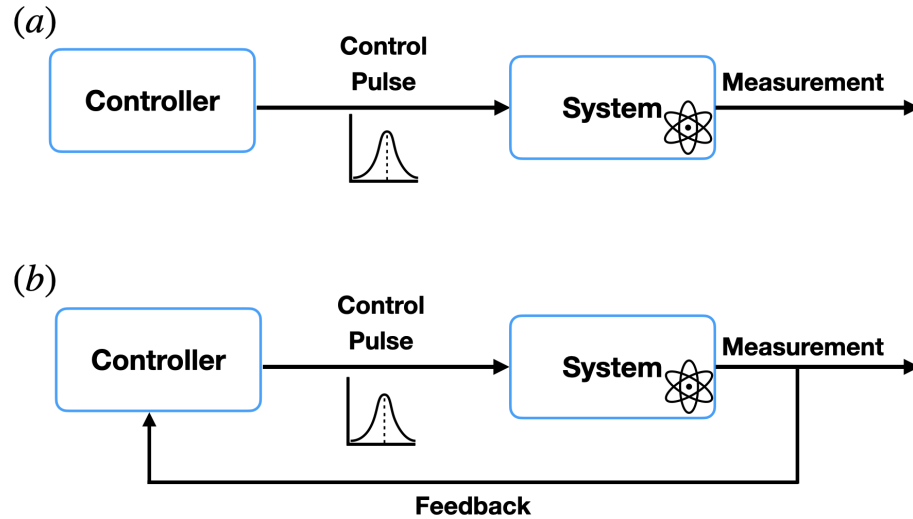 (a)
Control
Pulse
Controller
System
Measurement
(b)
Control
Pulse
Controller
System
Measurement
Feedback